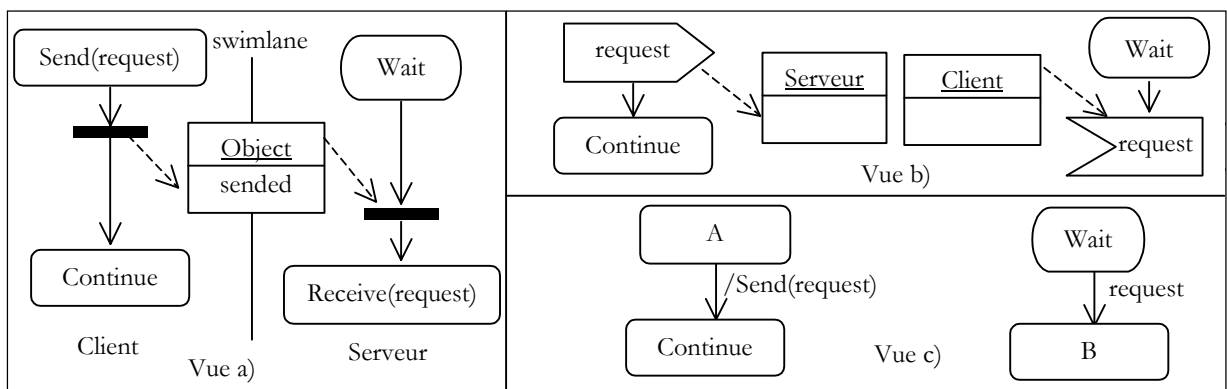 Send(request)
swimlane
Wait
Object
sended
Continue
Receive(request)
Client
Vue a)
Serveur
request
Serveur
Client
Wait
Continue
request
Vue b)
A
Wait
/Send(request)
request
Continue
Vue c)
B